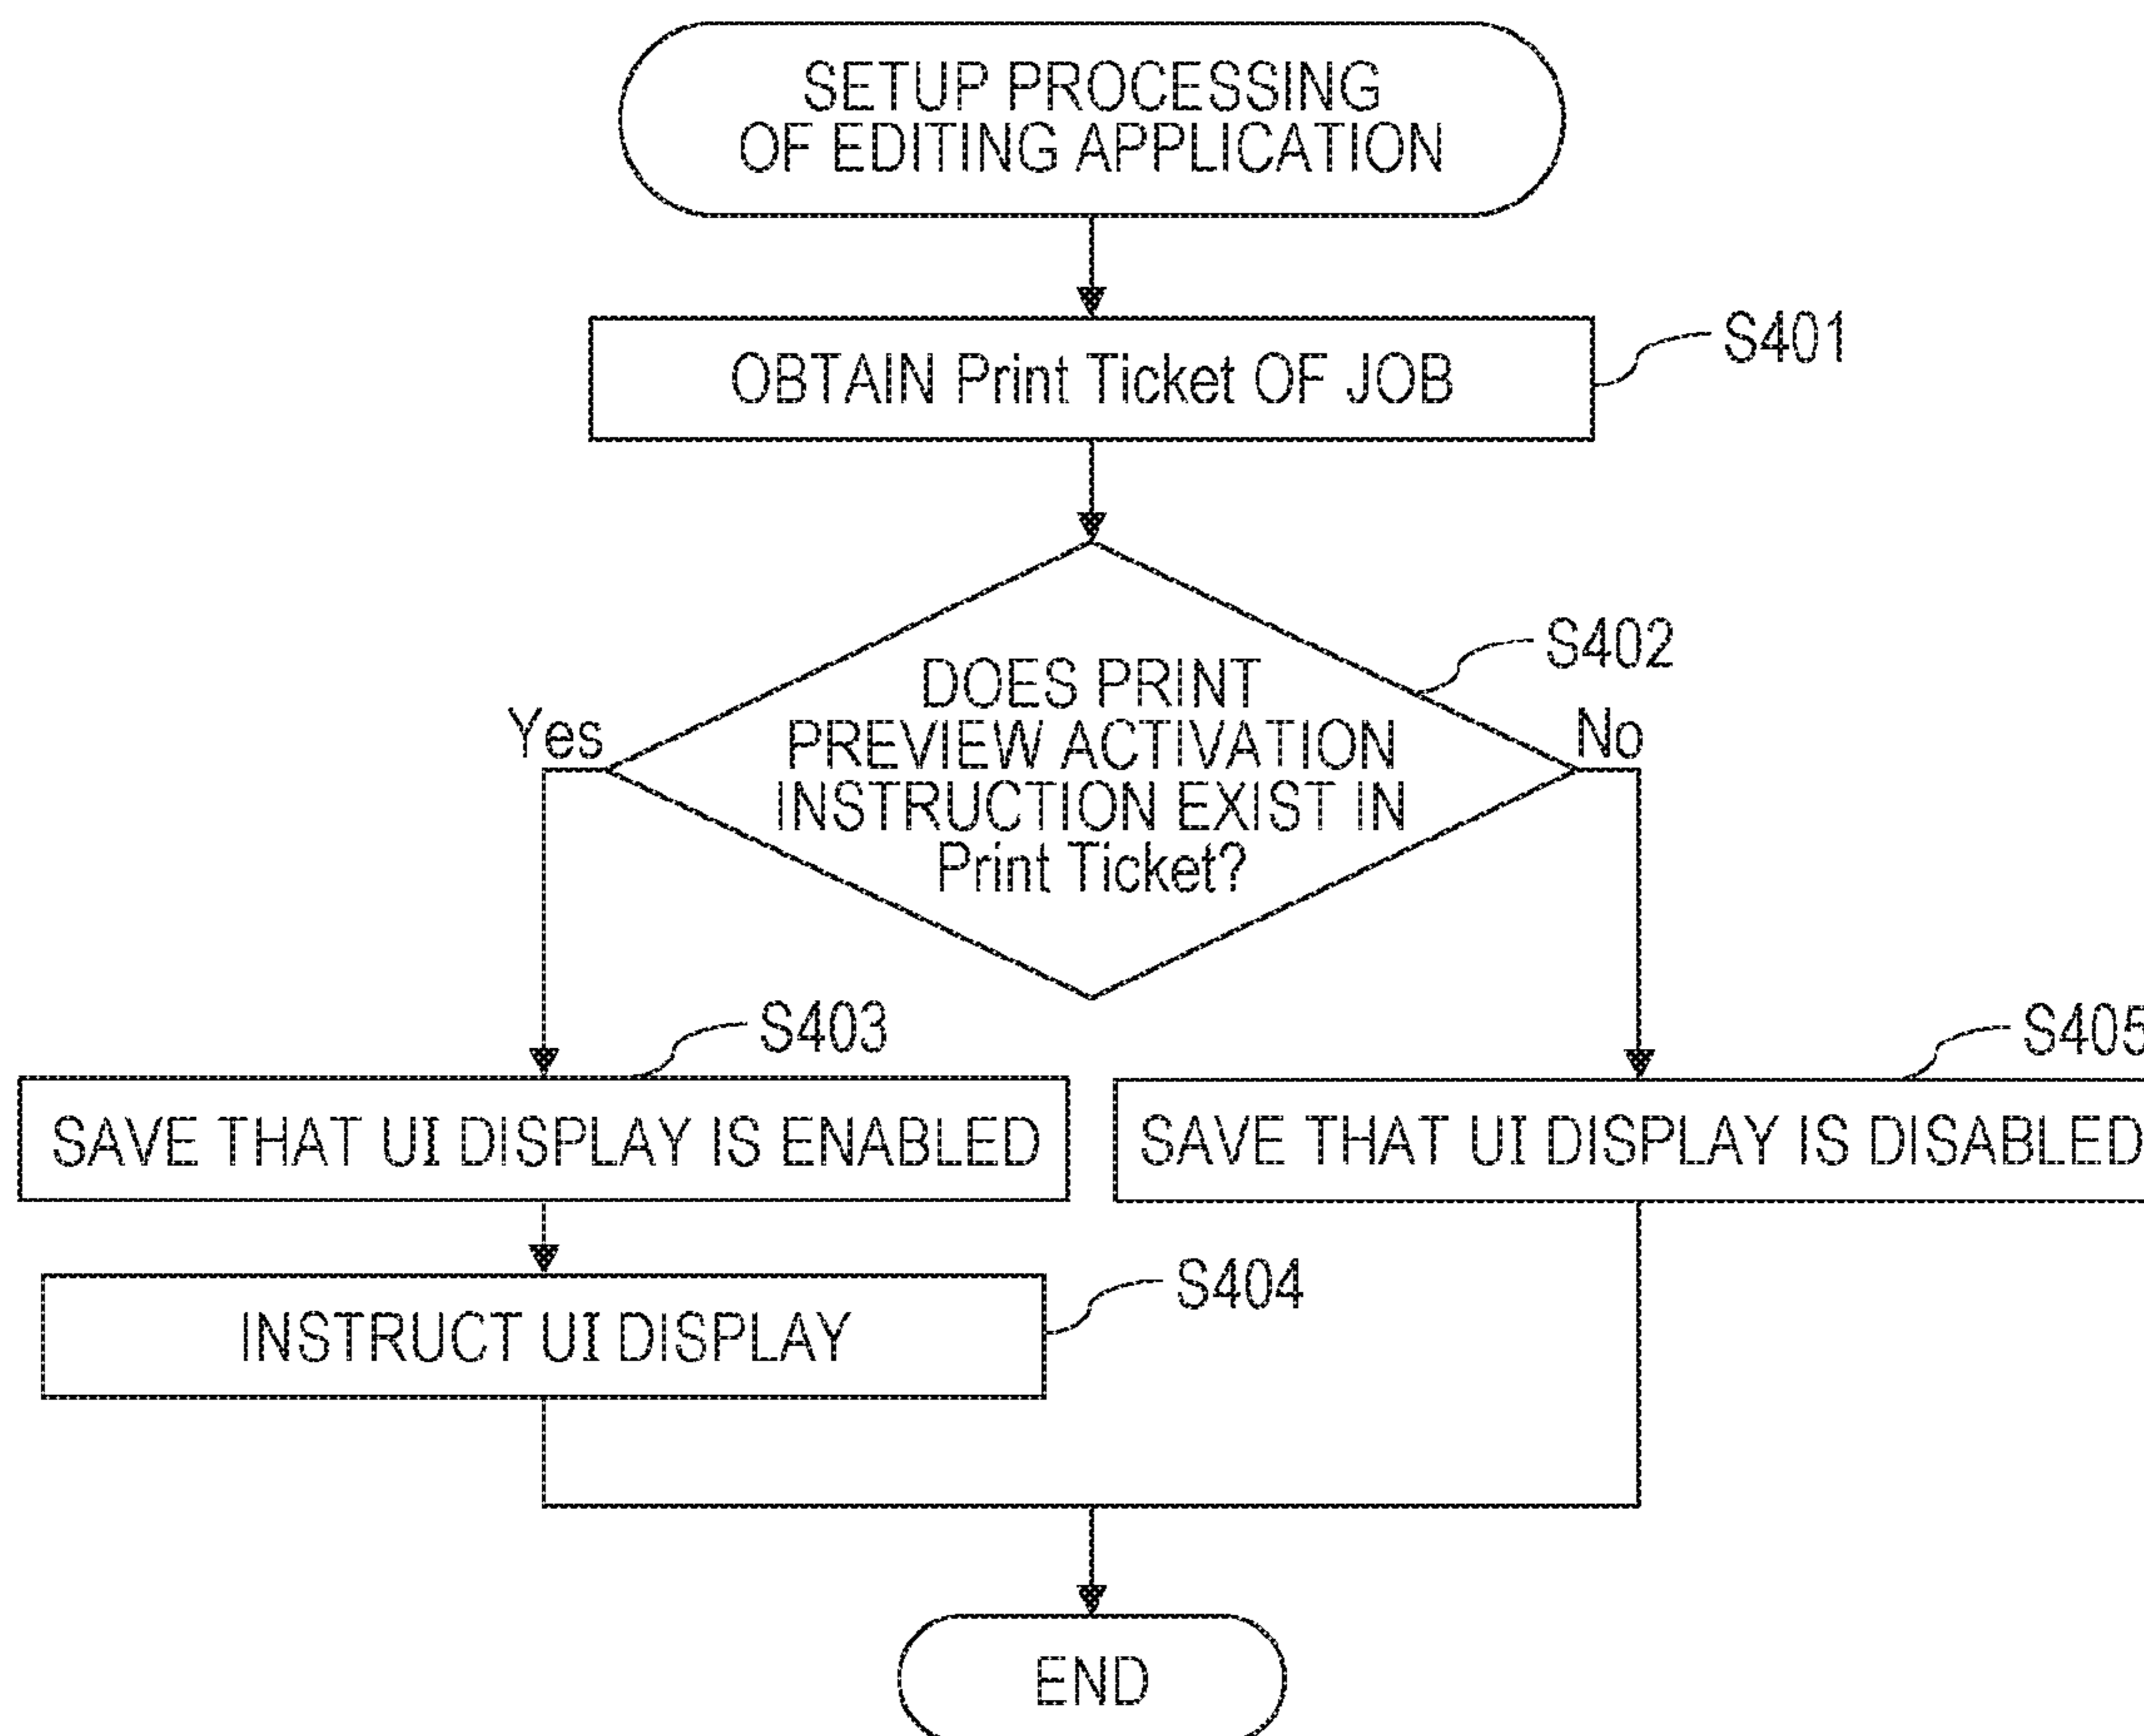 SETUP PROCESSING
OF EDITING APPLICATION
OBTAIN Print Ticket OF JOB
S401
DOES PRINT
PREVIEW ACTIVATION
INSTRUCTION EXIST IN
Print Ticket?
S402
Yes
No
S403
S405
SAVE THAT UI DISPLAY IS ENABLED
SAVE THAT UI DISPLAY IS DISABLED
INSTRUCT UI DISPLAY
S404
END